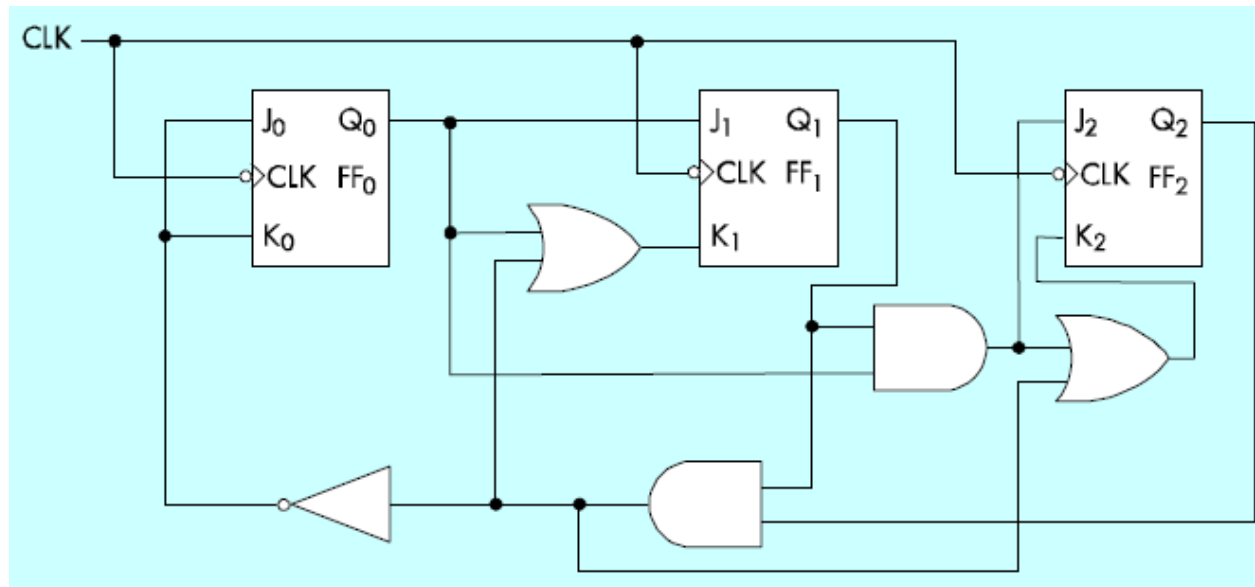 CLK
J₀ Q₀
CLK FF₀
K₀
J₁ Q₁
CLK FF₁
K₁
J₂ Q₂
CLK FF₂
K₂